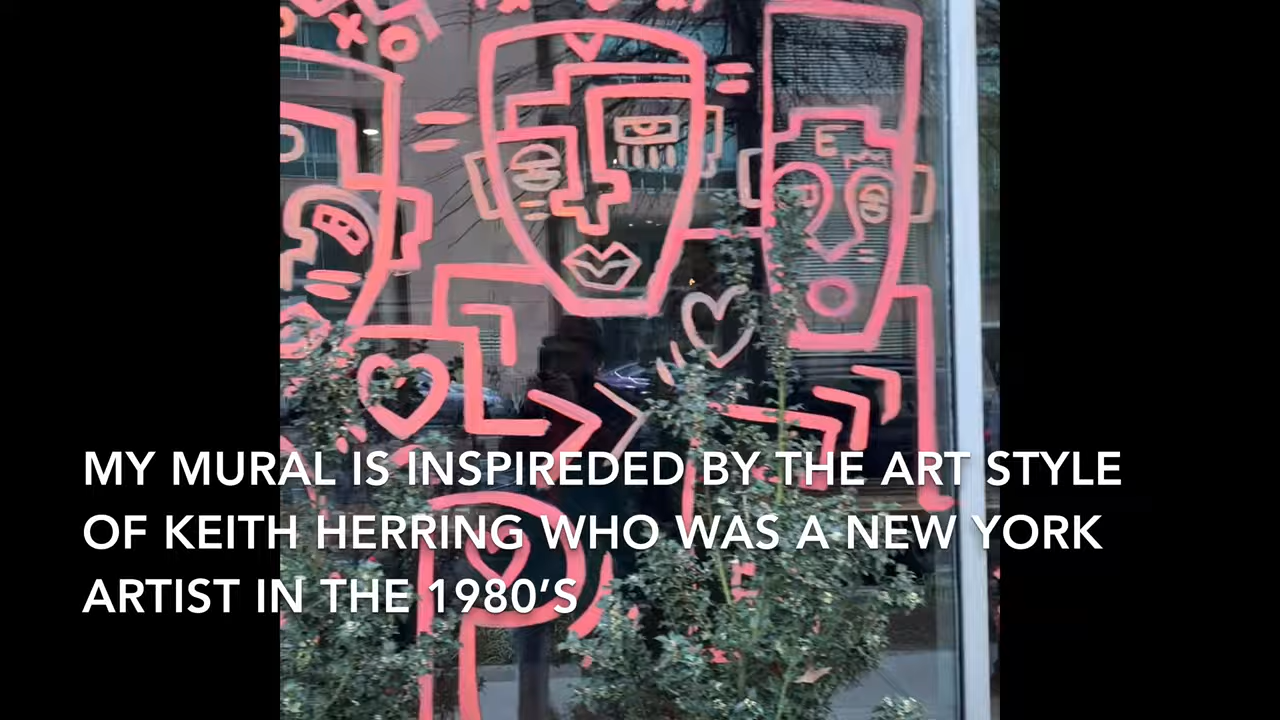 MY MURAL IS INSPIREDED BY THE ART STYLE
OF KEITH HERRING WHO WAS A NEW YORK
ARTIST IN THE 1980'S